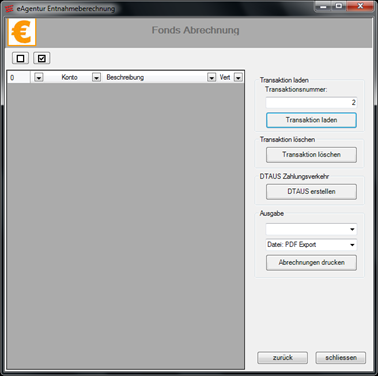 eAgentur Entnahmeberechnung
€
Fonds Abrechnung
0 Konto Beschreibung Vert
Transaktion laden
Transaktionsnummer:
2
Transaktion laden
Transaktion löschen
Transaktion löschen
DTAUS Zahlungsverkehr
DTAUS erstellen
Ausgabe
Datei: PDF Export
Abrechnungen drucken
zurück schliessen